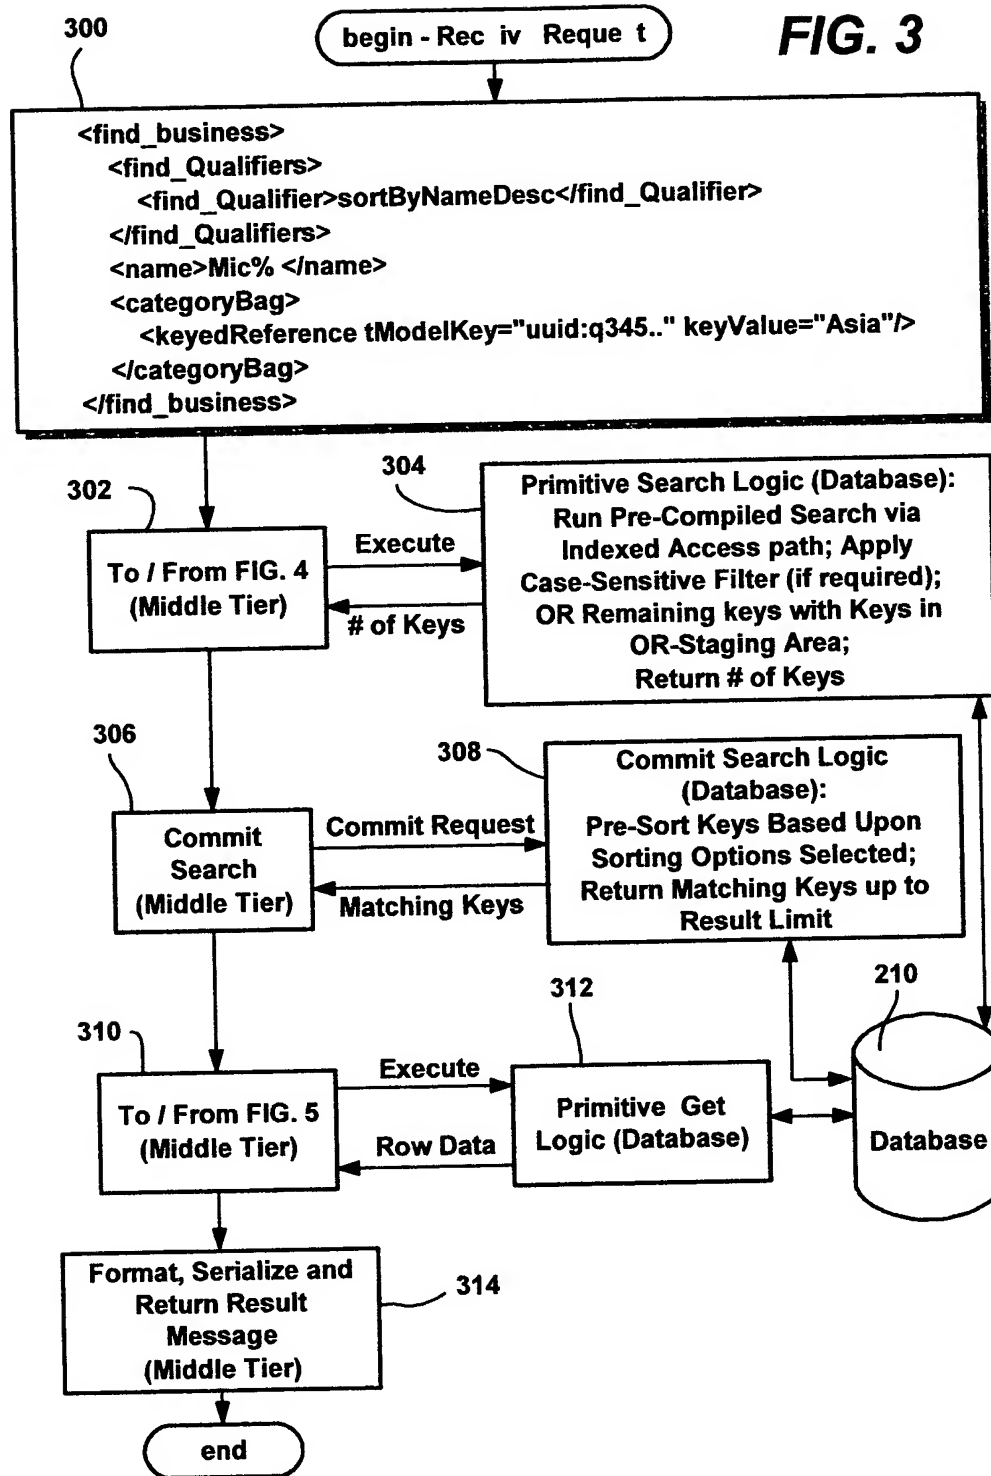 300
begin - Rec iv Reque t
FIG. 3
<find_business>
<find_Qualifiers>
<find_Qualifier>sortByNameDesc</find_Qualifier>
</find_Qualifiers>
<name>Mic% </name>
<categoryBag>
<keyedReference tModelKey="uuid:q345.." keyValue="Asia"/>
</categoryBag>
</find_business>
302
To / From FIG. 4
(Middle Tier)
Execute
# of Keys
304
Primitive Search Logic (Database):
Run Pre-Compiled Search via
Indexed Access path; Apply
Case-Sensitive Filter (if required);
OR Remaining keys with Keys in
OR-Staging Area;
Return # of Keys
306
Commit
Search
(Middle Tier)
Commit Request
Matching Keys
308
Commit Search Logic
(Database):
Pre-Sort Keys Based Upon
Sorting Options Selected;
Return Matching Keys up to
Result Limit
310
To / From FIG. 5
(Middle Tier)
Execute
Row Data
312
Primitive Get
Logic (Database)
210
Database
Format, Serialize and
Return Result
Message
(Middle Tier)
314
end